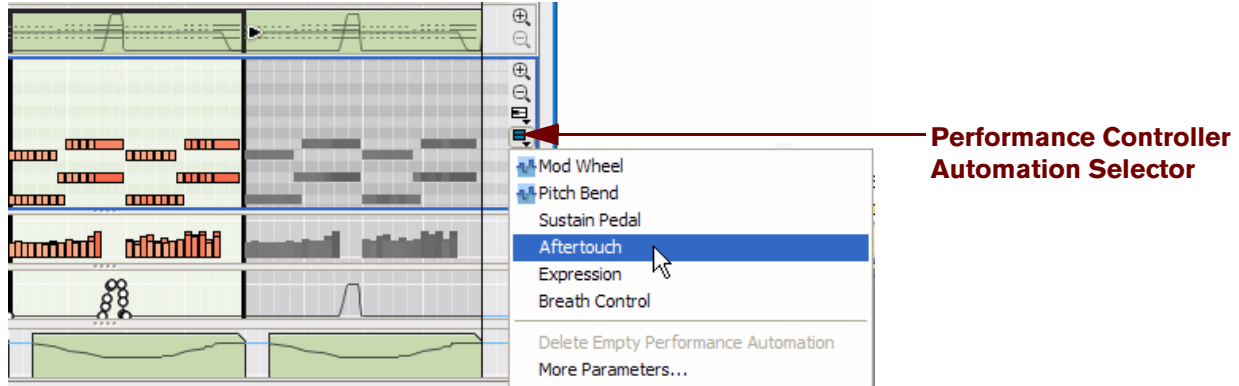 Performance Controller
Automation Selector
Mod Wheel
Pitch Bend
Sustain Pedal
Aftertouch
Expression
Breath Control
Delete Empty Performance Automation
More Parameters...